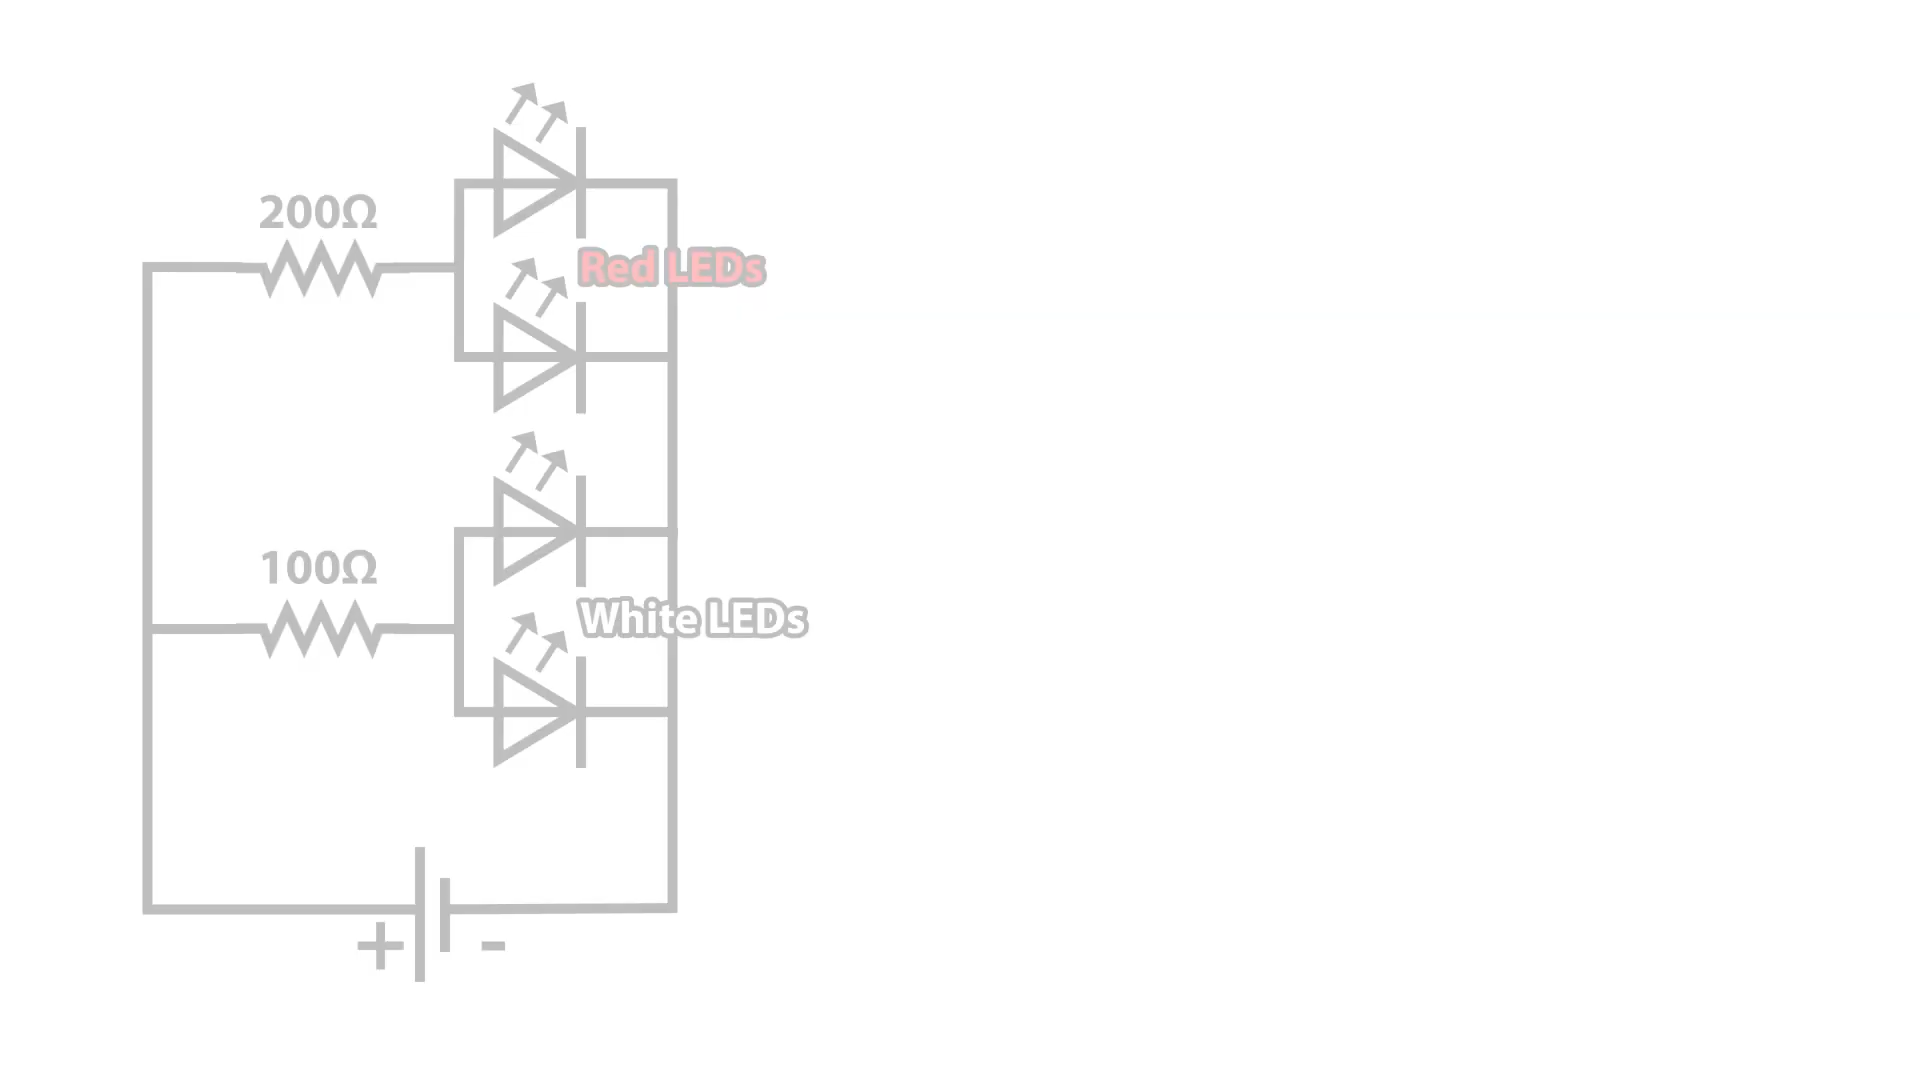 200Ω
Red LEDs
100Ω
White LEDs
+ -